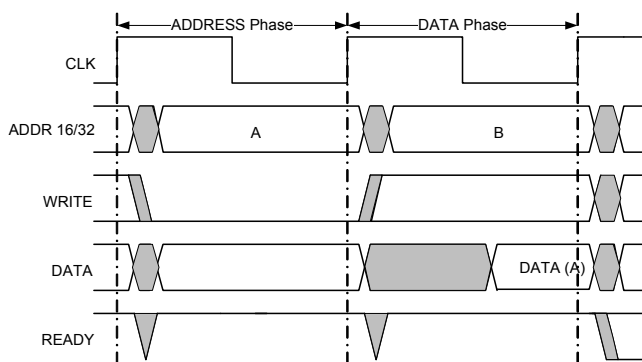 ADDRESS Phase DATA Phase
CLK
ADDR 16/32 A B
WRITE
DATA DATA (A)
READY